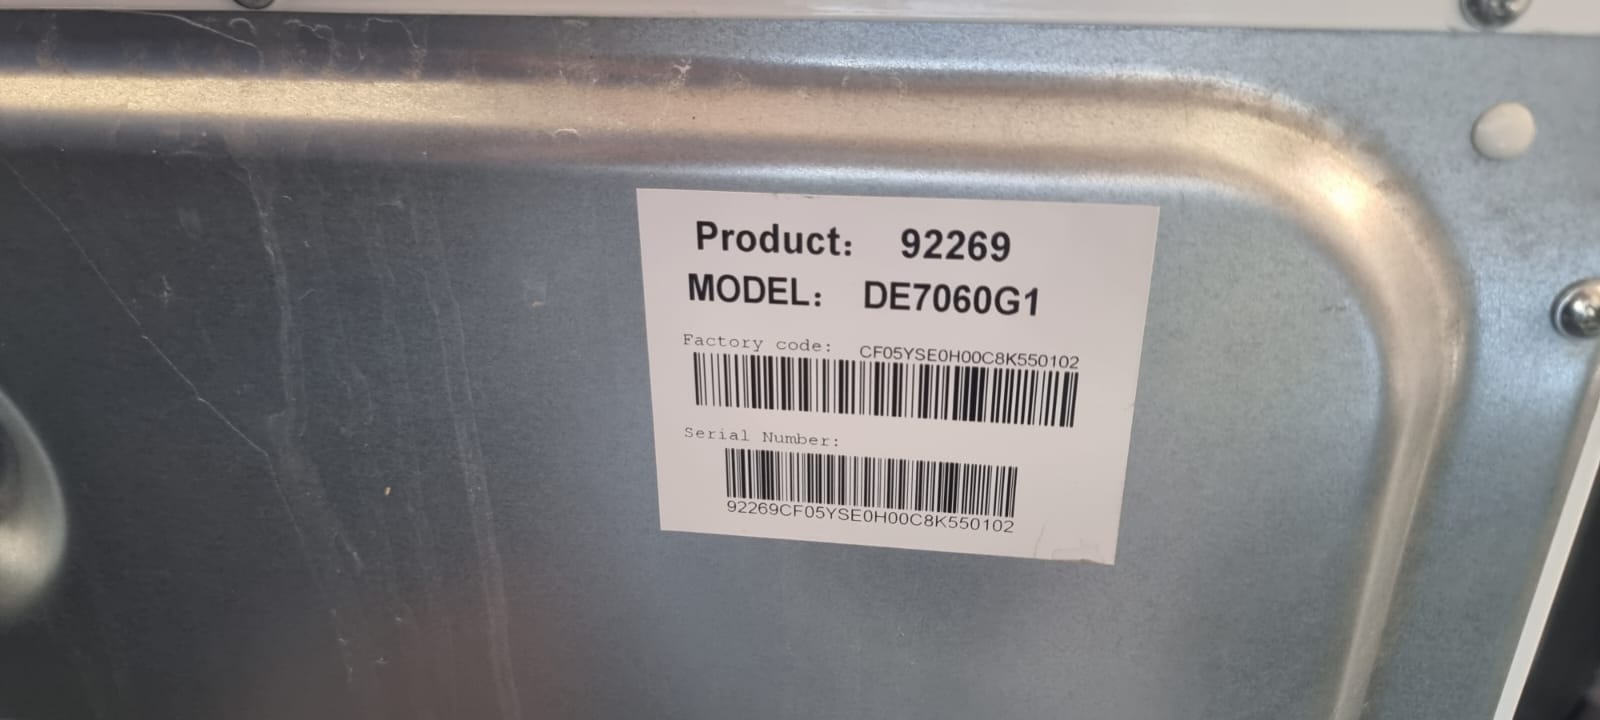 Product: 92269
MODEL: DE7060G1
Factory code: CF05YSE0H00C8K550102
Serial Number:
92269CF05YSE0H00C8K550102